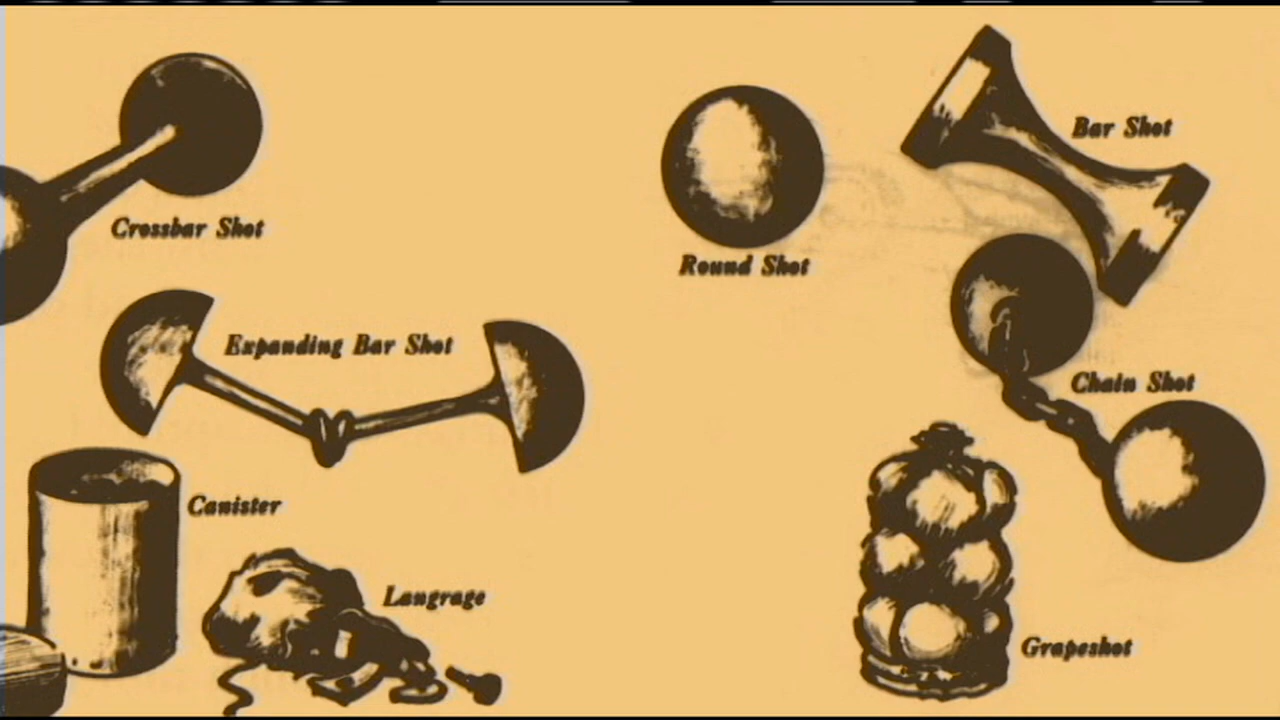 Bar Shot
Crossbar Shot
Round Shot
Expanding Bar Shot
Chain Shot
Canister
Langrage
Grapeshot